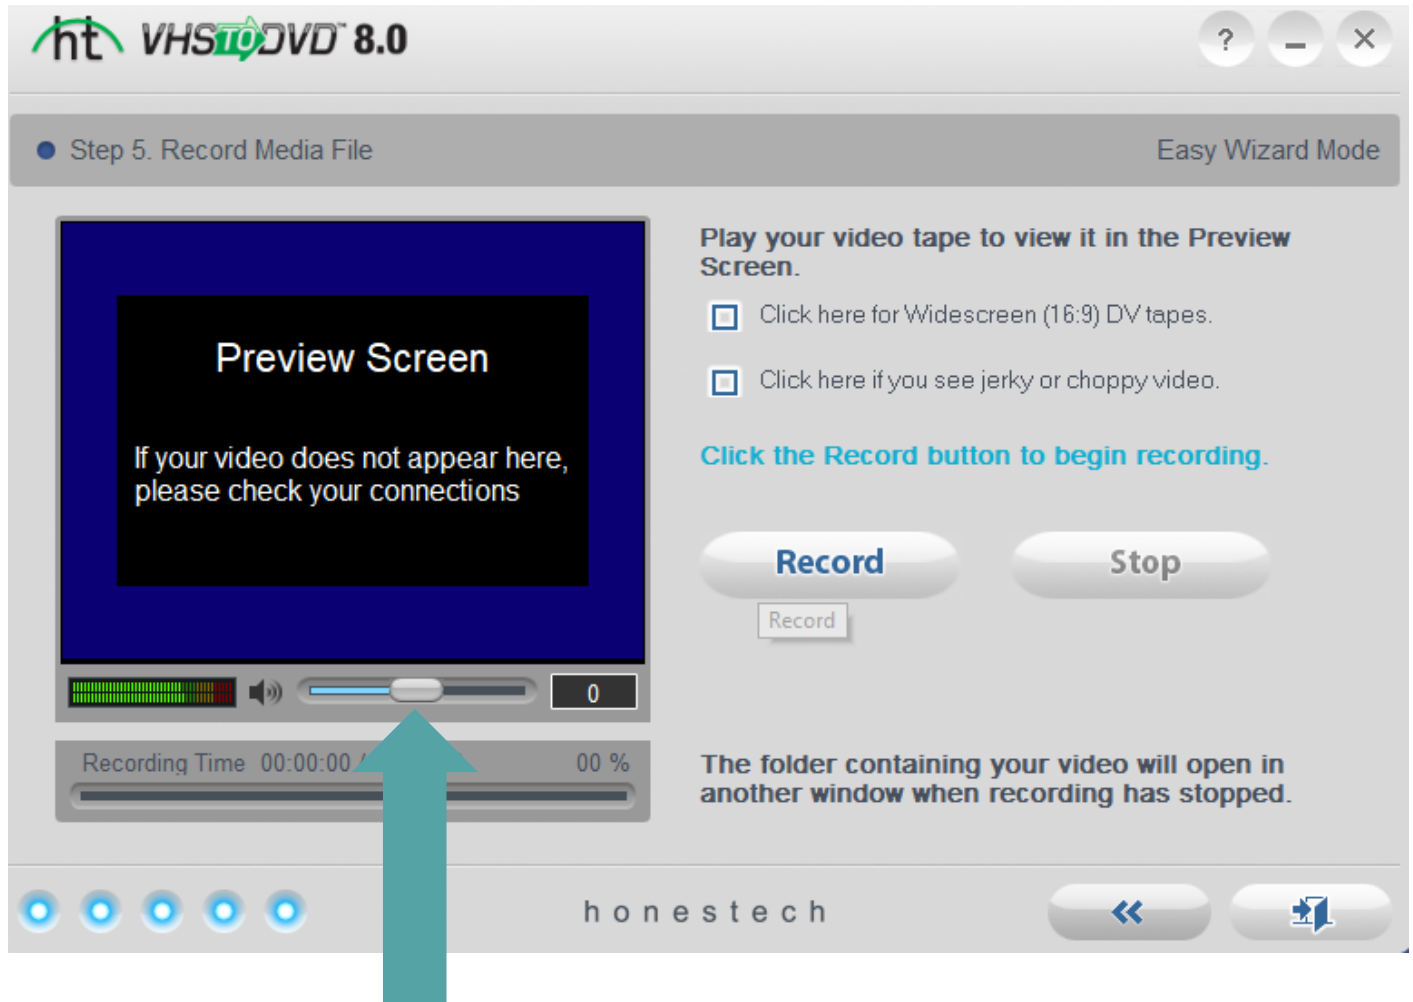 ht VHSTODVD™ 8.0
? – ×
Step 5. Record Media File
Easy Wizard Mode
Preview Screen
If your video does not appear here,
please check your connections
0
Recording Time 00:00:00
00 %
Play your video tape to view it in the Preview
Screen.
Click here for Widescreen (16:9) DV tapes.
Click here if you see jerky or choppy video.
Click the Record button to begin recording.
Record
Stop
Record
The folder containing your video will open in
another window when recording has stopped.
honestech